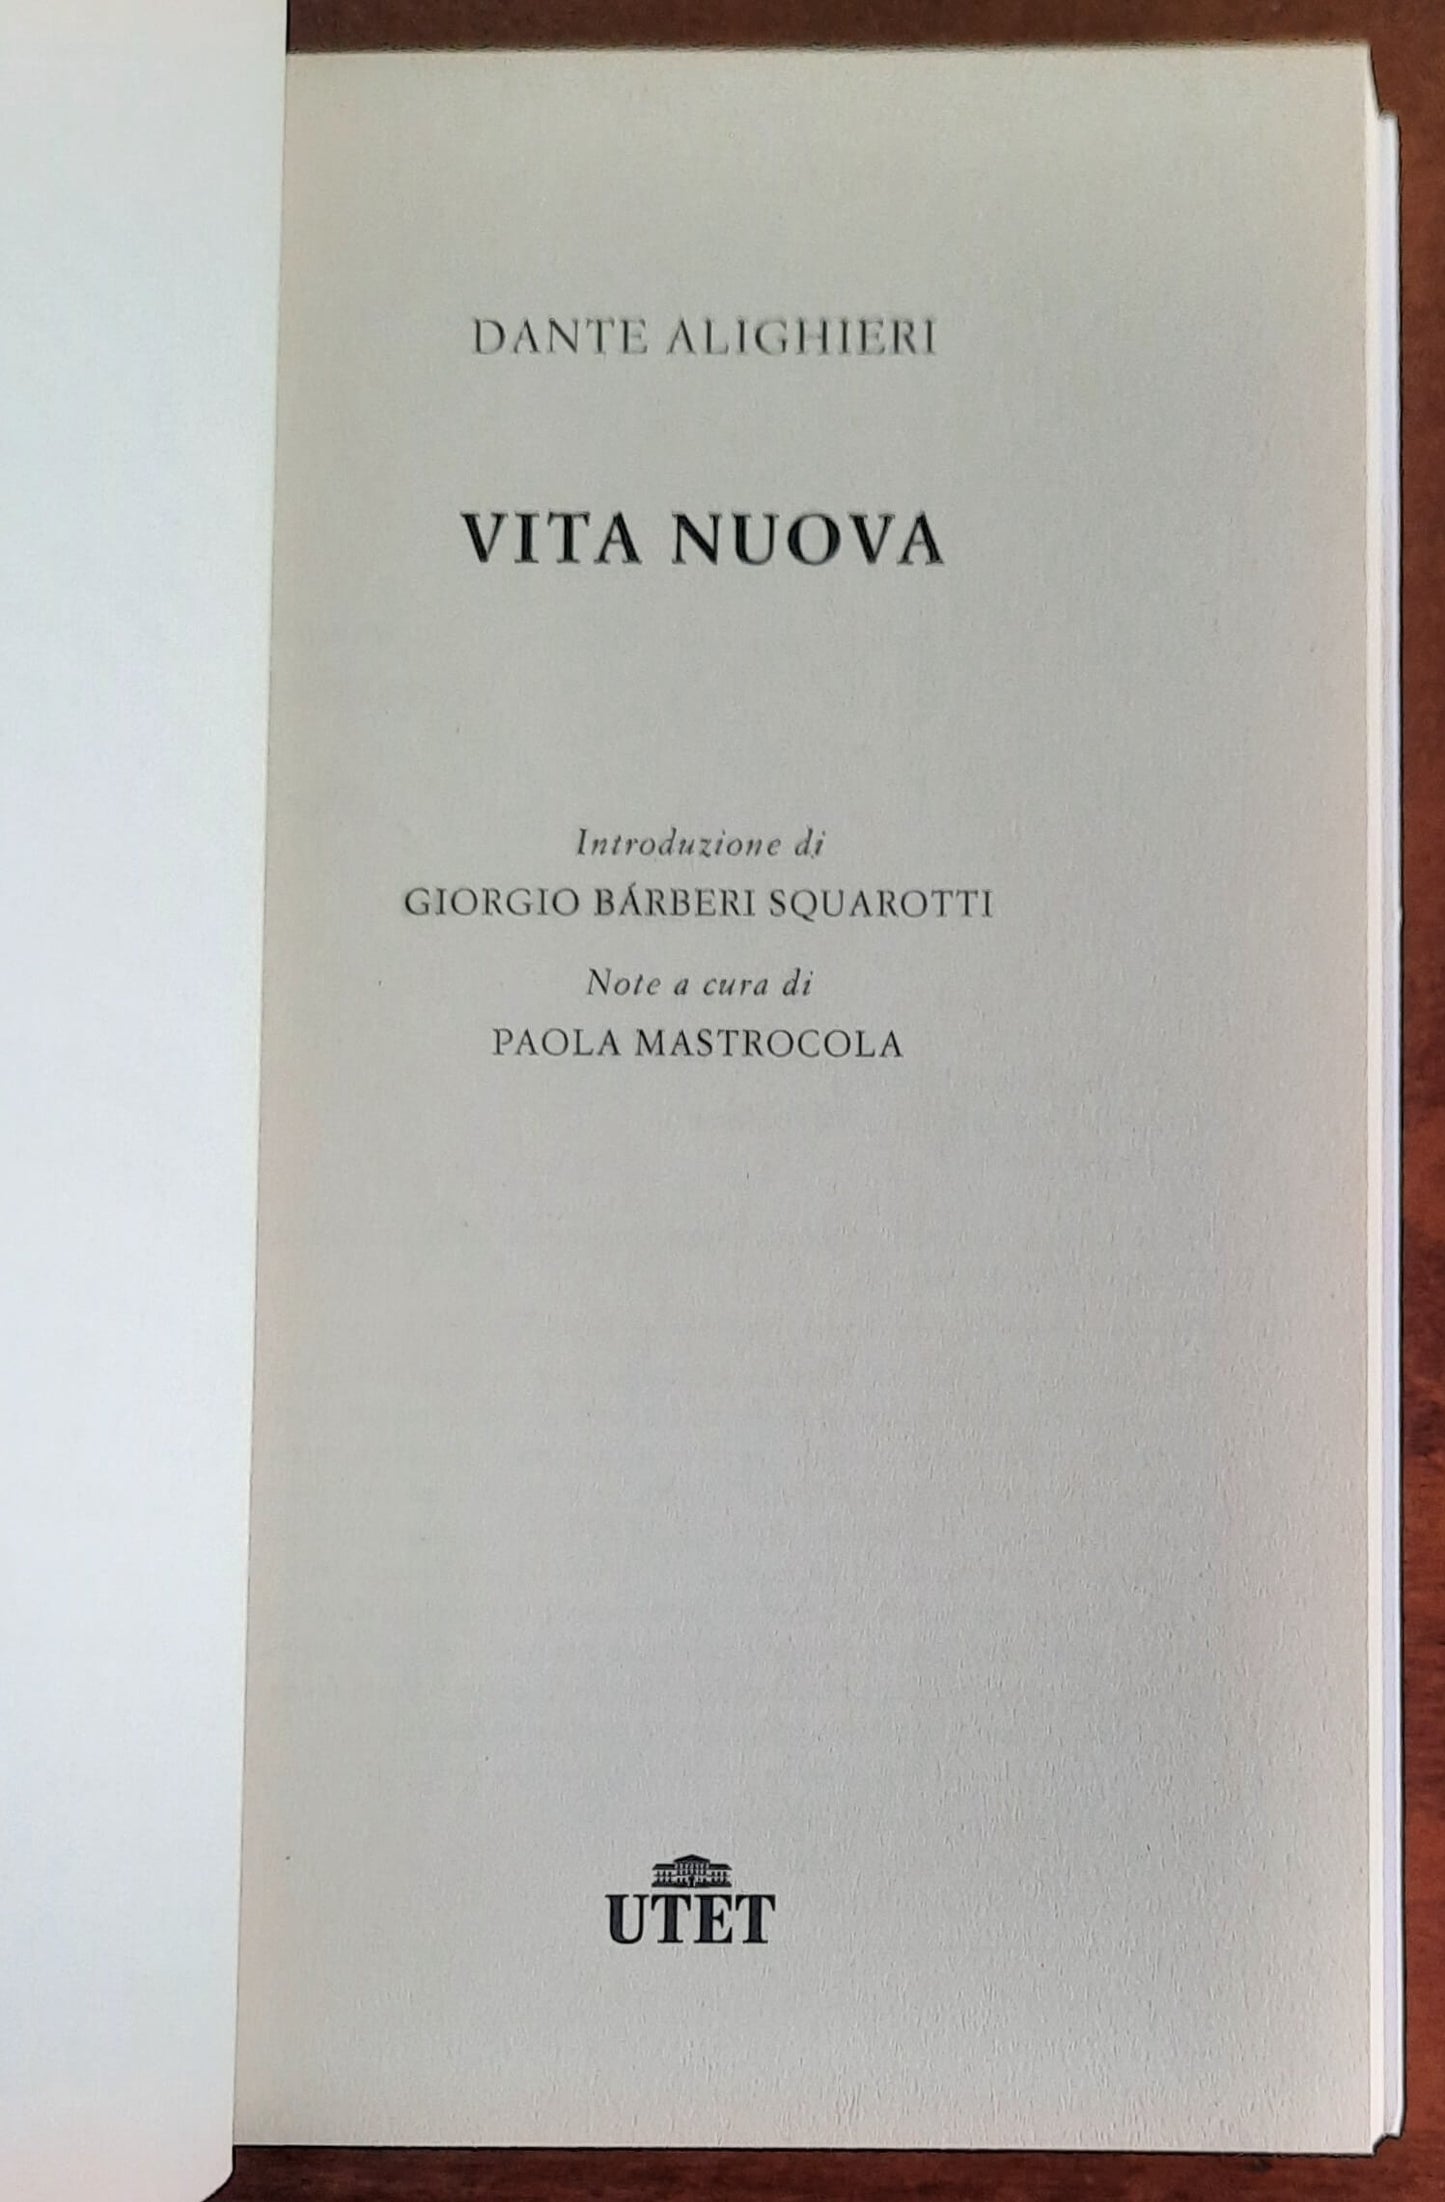 DANTE ALIGHIERI
VITA NUOVA
Introduzione di
GIORGIO BÁRBERI SQUAROTTI
Note a cura di
PAOLA MASTROCOLA
UTET